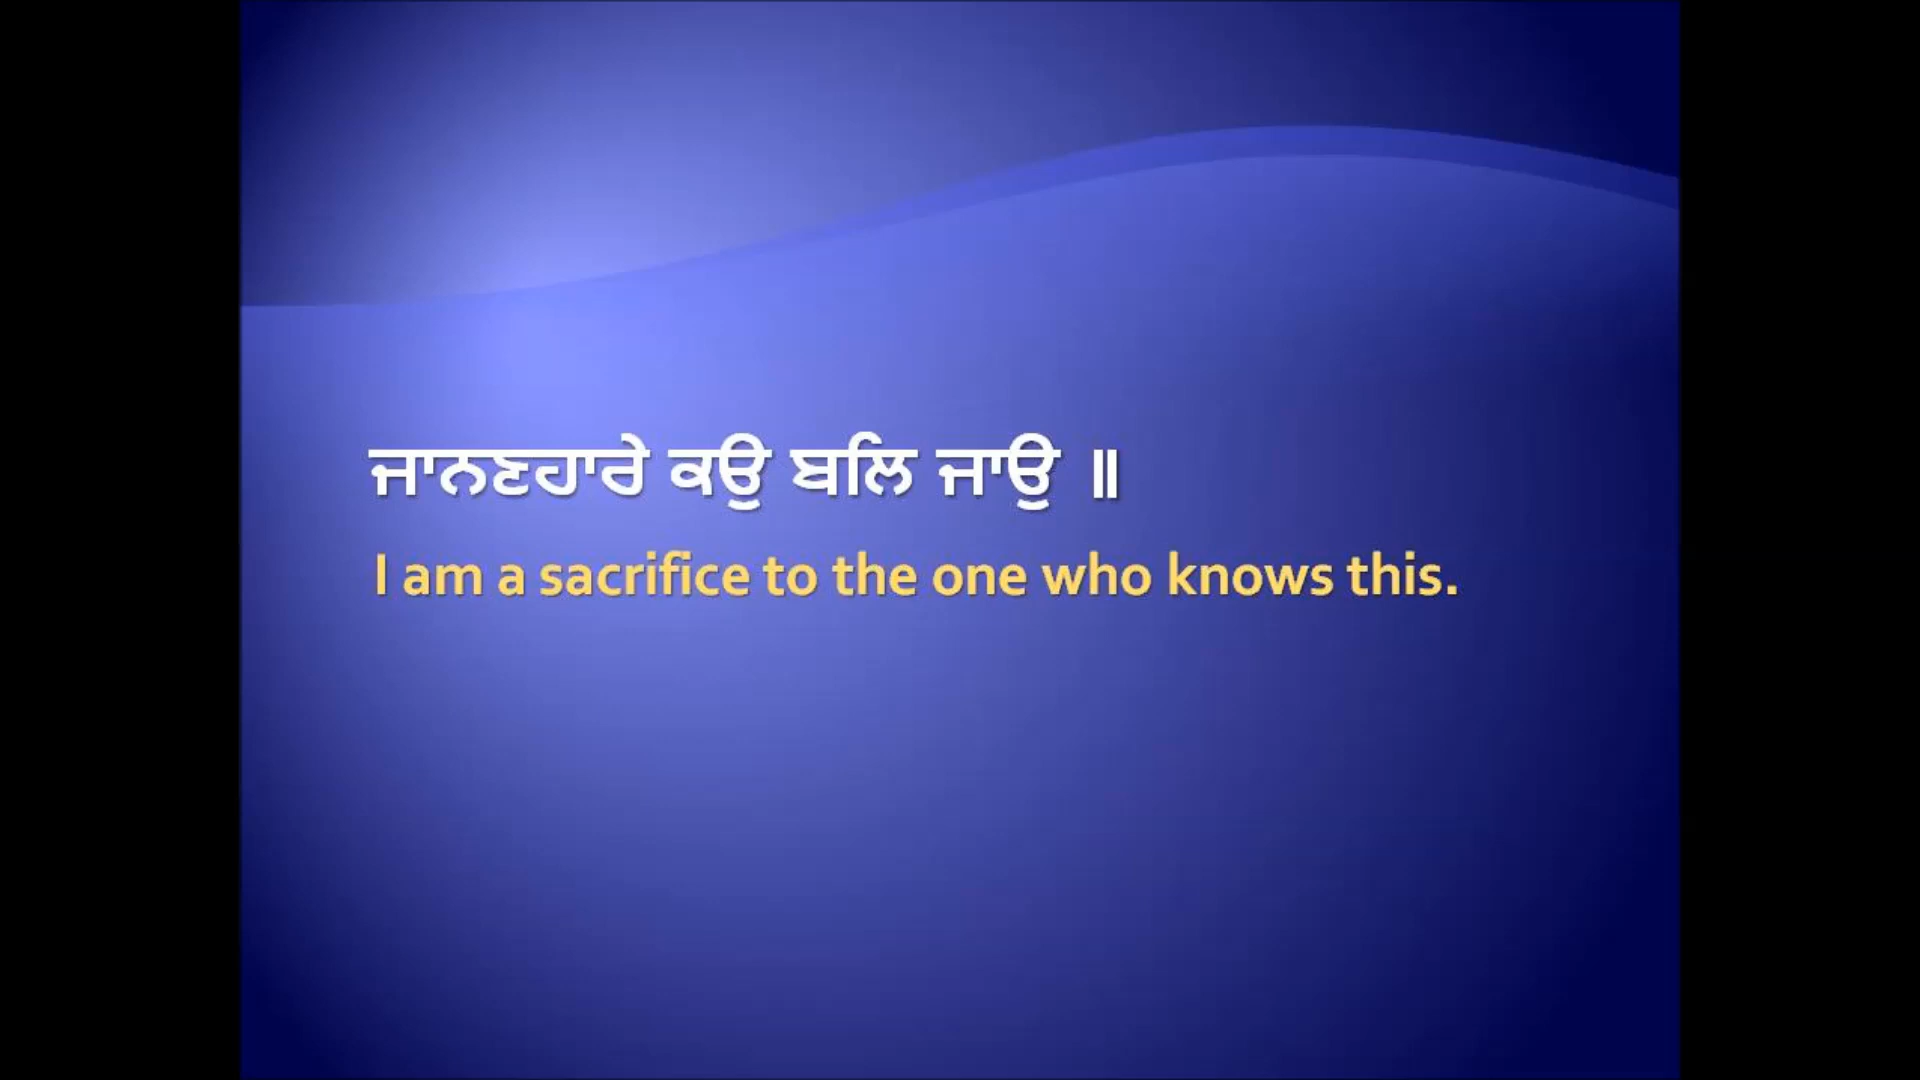 ਜਾਨਣਹਾਰੇ ਕਉ ਬਲਿ ਜਾਉ ॥
I am a sacrifice to the one who knows this.